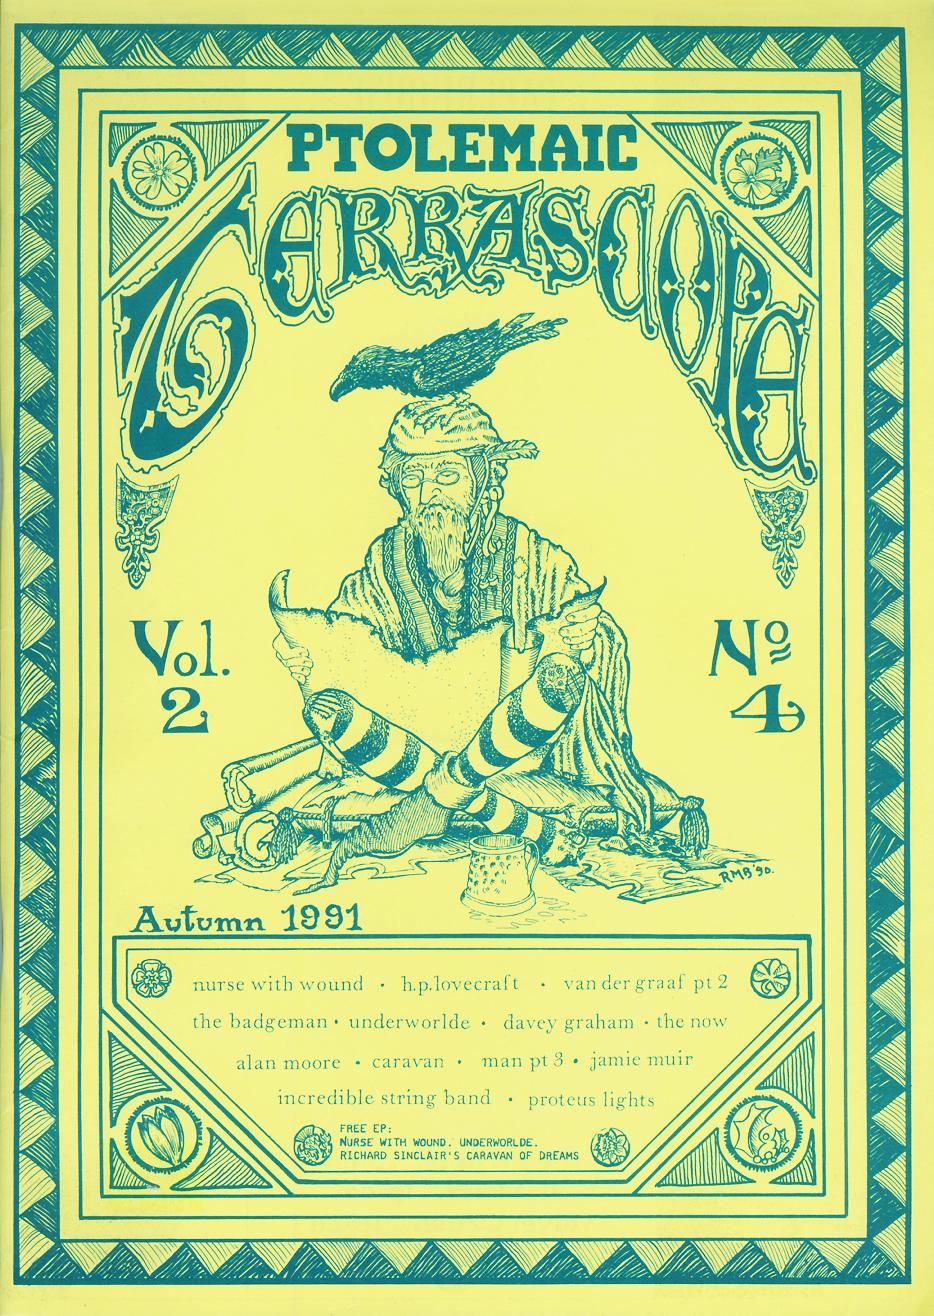 PTOLEMAIC
TERRASCOPE
Vol. 2
Nº 4
RMB '90.
Autumn 1991
nurse with wound • h.p.lovecraft • van der graaf pt 2
the badgeman • underworlde • davey graham • the now
alan moore • caravan • man pt 3 • jamie muir
incredible string band • proteus lights
FREE EP:
NURSE WITH WOUND. UNDERWORLDE.
RICHARD SINCLAIR'S CARAVAN OF DREAMS